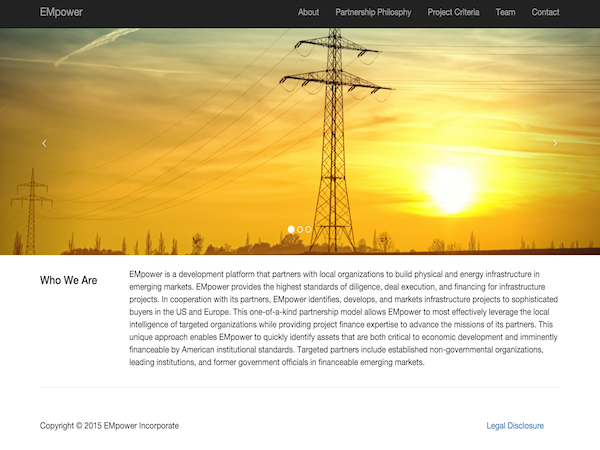 EMpower About Partnership Philosphy Project Criteria Team Contact
Who We Are
EMpower is a development platform that partners with local organizations to build physical and energy infrastructure in
emerging markets. EMpower provides the highest standards of diligence, deal execution, and financing for infrastructure
projects. In cooperation with its partners, EMpower identifies, develops, and markets infrastructure projects to sophisticated
buyers in the US and Europe. This one-of-a-kind partnership model allows EMpower to most effectively leverage the local
intelligence of targeted organizations while providing project finance expertise to advance the missions of its partners. This
unique approach enables EMpower to quickly identify assets that are both critical to economic development and imminently
financeable by American institutional standards. Targeted partners include established non-governmental organizations,
leading institutions, and former government officials in financeable emerging markets.
Copyright © 2015 EMpower Incorporate Legal Disclosure